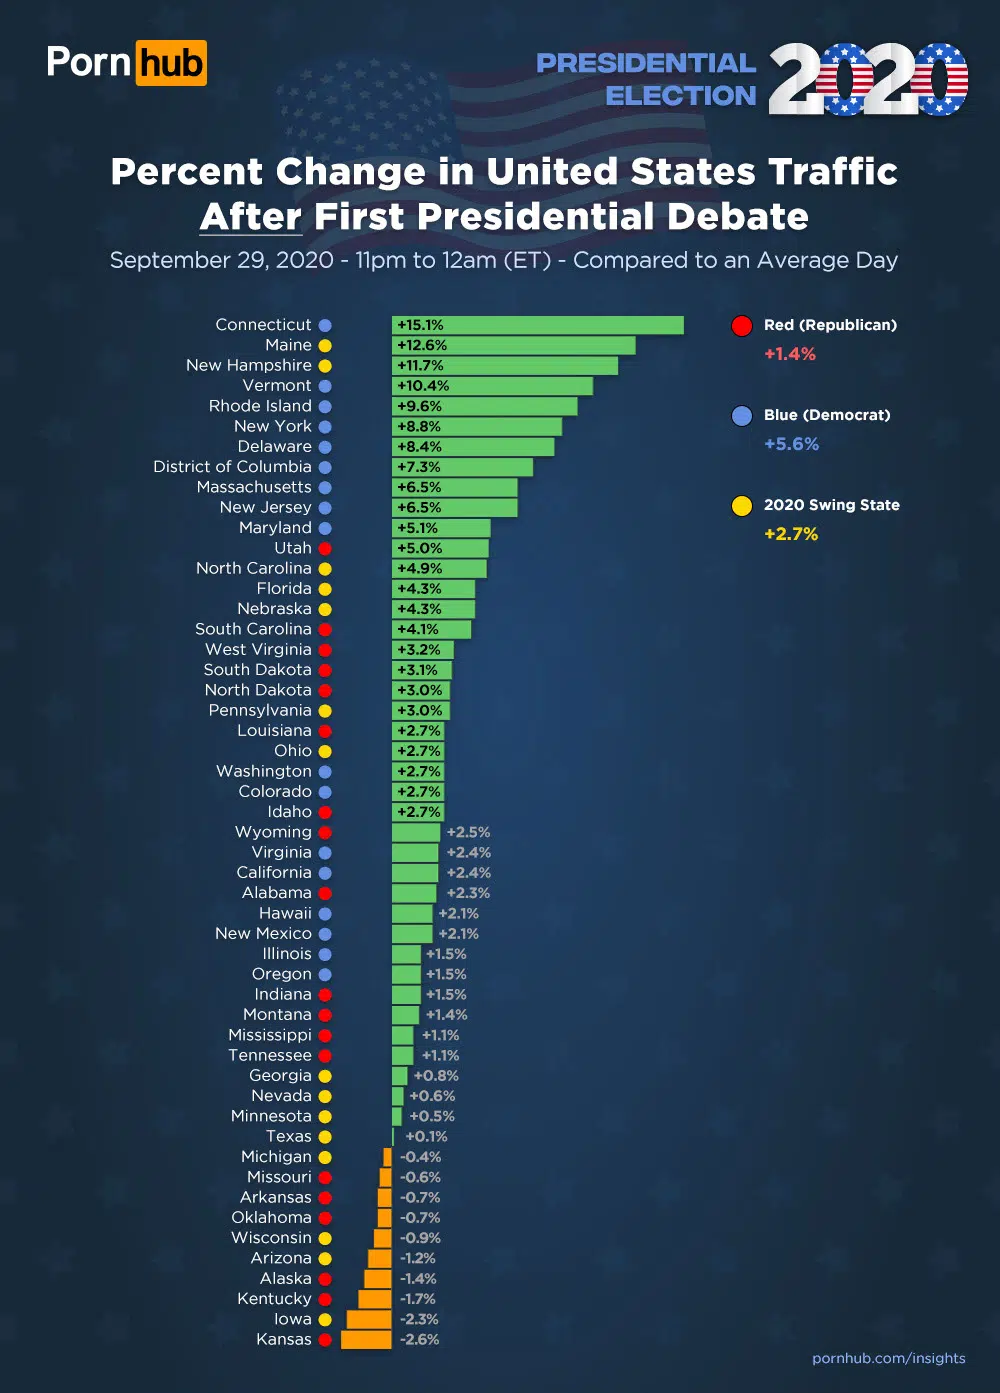 Pornhub
PRESIDENTIAL
ELECTION
2020
Percent Change in United States Traffic
After First Presidential Debate
September 29, 2020 - 11pm to 12am (ET) - Compared to an Average Day
Connecticut +15.1%
Maine +12.6%
New Hampshire +11.7%
Vermont +10.4%
Rhode Island +9.6%
New York +8.8%
Delaware +8.4%
District of Columbia +7.3%
Massachusetts +6.5%
New Jersey +6.5%
Maryland +5.1%
Utah +5.0%
North Carolina +4.9%
Florida +4.3%
Nebraska +4.3%
South Carolina +4.1%
West Virginia +3.2%
South Dakota +3.1%
North Dakota +3.0%
Pennsylvania +3.0%
Louisiana +2.7%
Ohio +2.7%
Washington +2.7%
Colorado +2.7%
Idaho +2.7%
Wyoming +2.5%
Virginia +2.4%
California +2.4%
Alabama +2.3%
Hawaii +2.1%
New Mexico +2.1%
Illinois +1.5%
Oregon +1.5%
Indiana +1.5%
Montana +1.4%
Mississippi +1.1%
Tennessee +1.1%
Georgia +0.8%
Nevada +0.6%
Minnesota +0.5%
Texas +0.1%
Michigan -0.4%
Missouri -0.6%
Arkansas -0.7%
Oklahoma -0.7%
Wisconsin -0.9%
Arizona -1.2%
Alaska -1.4%
Kentucky -1.7%
Iowa -2.3%
Kansas -2.6%
Red (Republican)
+1.4%
Blue (Democrat)
+5.6%
2020 Swing State
+2.7%
pornhub.com/insights